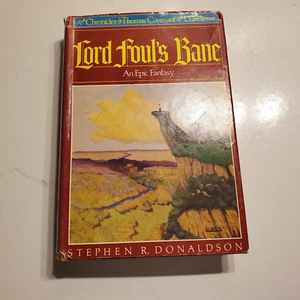 The Chronicles of Thomas Covenant the Unbeliever
Lord Foul's Bane
An Epic Fantasy
STEPHEN R. DONALDSON